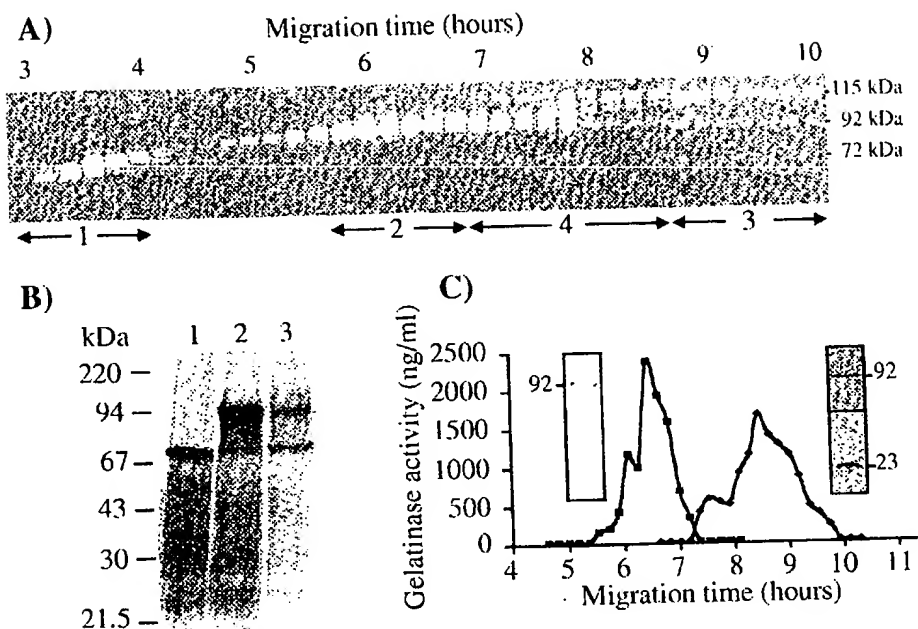 A)
Migration time (hours)
3 4 5 6 7 8 9 10
115 kDa
92 kDa
72 kDa
1 2 4 3
B)
kDa 1 2 3
220
94
67
43
30
21.5
C)
Gelatinase activity (ng/ml)
2500
2000
1500
1000
500
0
92
92
23
4 5 6 7 8 9 10 11
Migration time (hours)